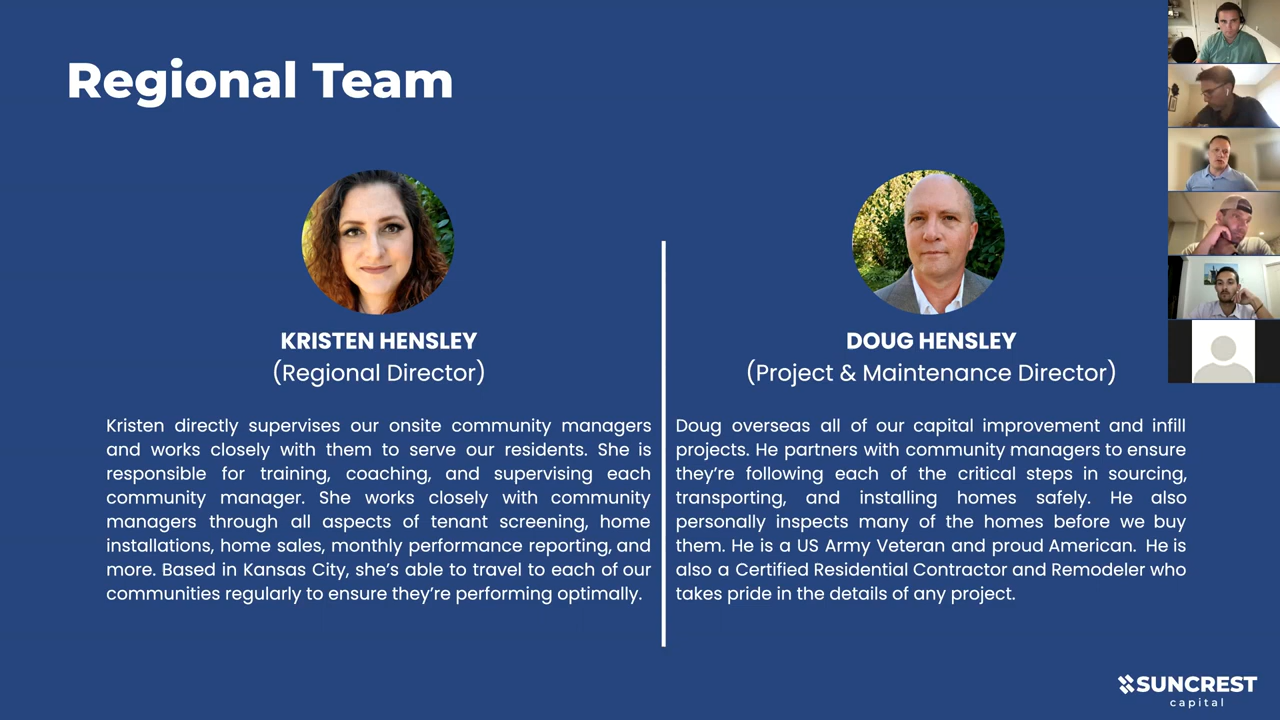 Regional Team
KRISTEN HENSLEY
(Regional Director)
Kristen directly supervises our onsite community managers
and works closely with them to serve our residents. She is
responsible for training, coaching, and supervising each
community manager. She works closely with community
managers through all aspects of tenant screening, home
installations, home sales, monthly performance reporting, and
more. Based in Kansas City, she’s able to travel to each of our
communities regularly to ensure they’re performing optimally.
DOUG HENSLEY
(Project & Maintenance Director)
Doug overseas all of our capital improvement and infill
projects. He partners with community managers to ensure
they’re following each of the critical steps in sourcing,
transporting, and installing homes safely. He also
personally inspects many of the homes before we buy
them. He is a US Army Veteran and proud American. He is
also a Certified Residential Contractor and Remodeler who
takes pride in the details of any project.
SUNCREST
capital